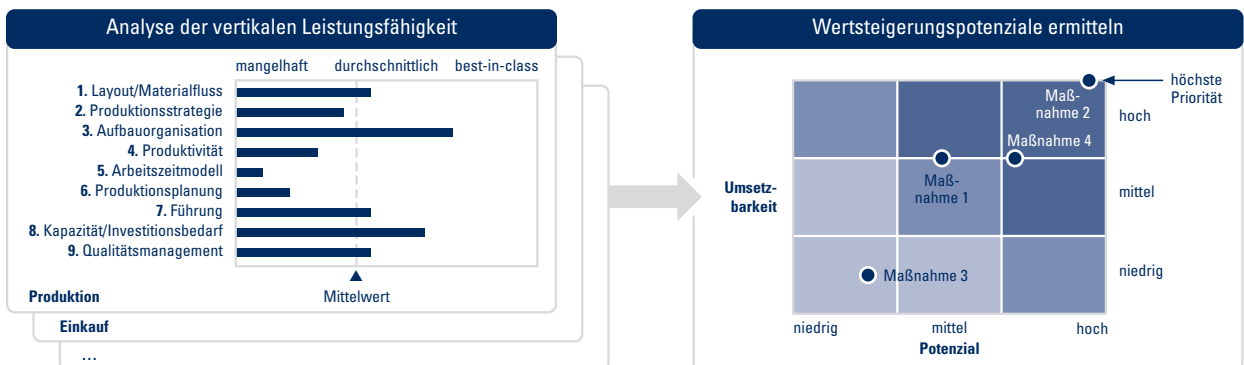 Analyse der vertikalen Leistungsfähigkeit
mangelhaft durchschnittlich best-in-class
1. Layout/Materialfluss
2. Produktionsstrategie
3. Aufbauorganisation
4. Produktivität
5. Arbeitszeitmodell
6. Produktionsplanung
7. Führung
8. Kapazität/Investitionsbedarf
9. Qualitätsmanagement
Produktion
Mittelwert
Einkauf
...
Wertsteigerungspotenziale ermitteln
höchste
Priorität
Maß-
nahme 2
hoch
Maßnahme 4
Umsetz-
barkeit
Maß-
nahme 1
mittel
Maßnahme 3
niedrig
niedrig mittel hoch
Potenzial